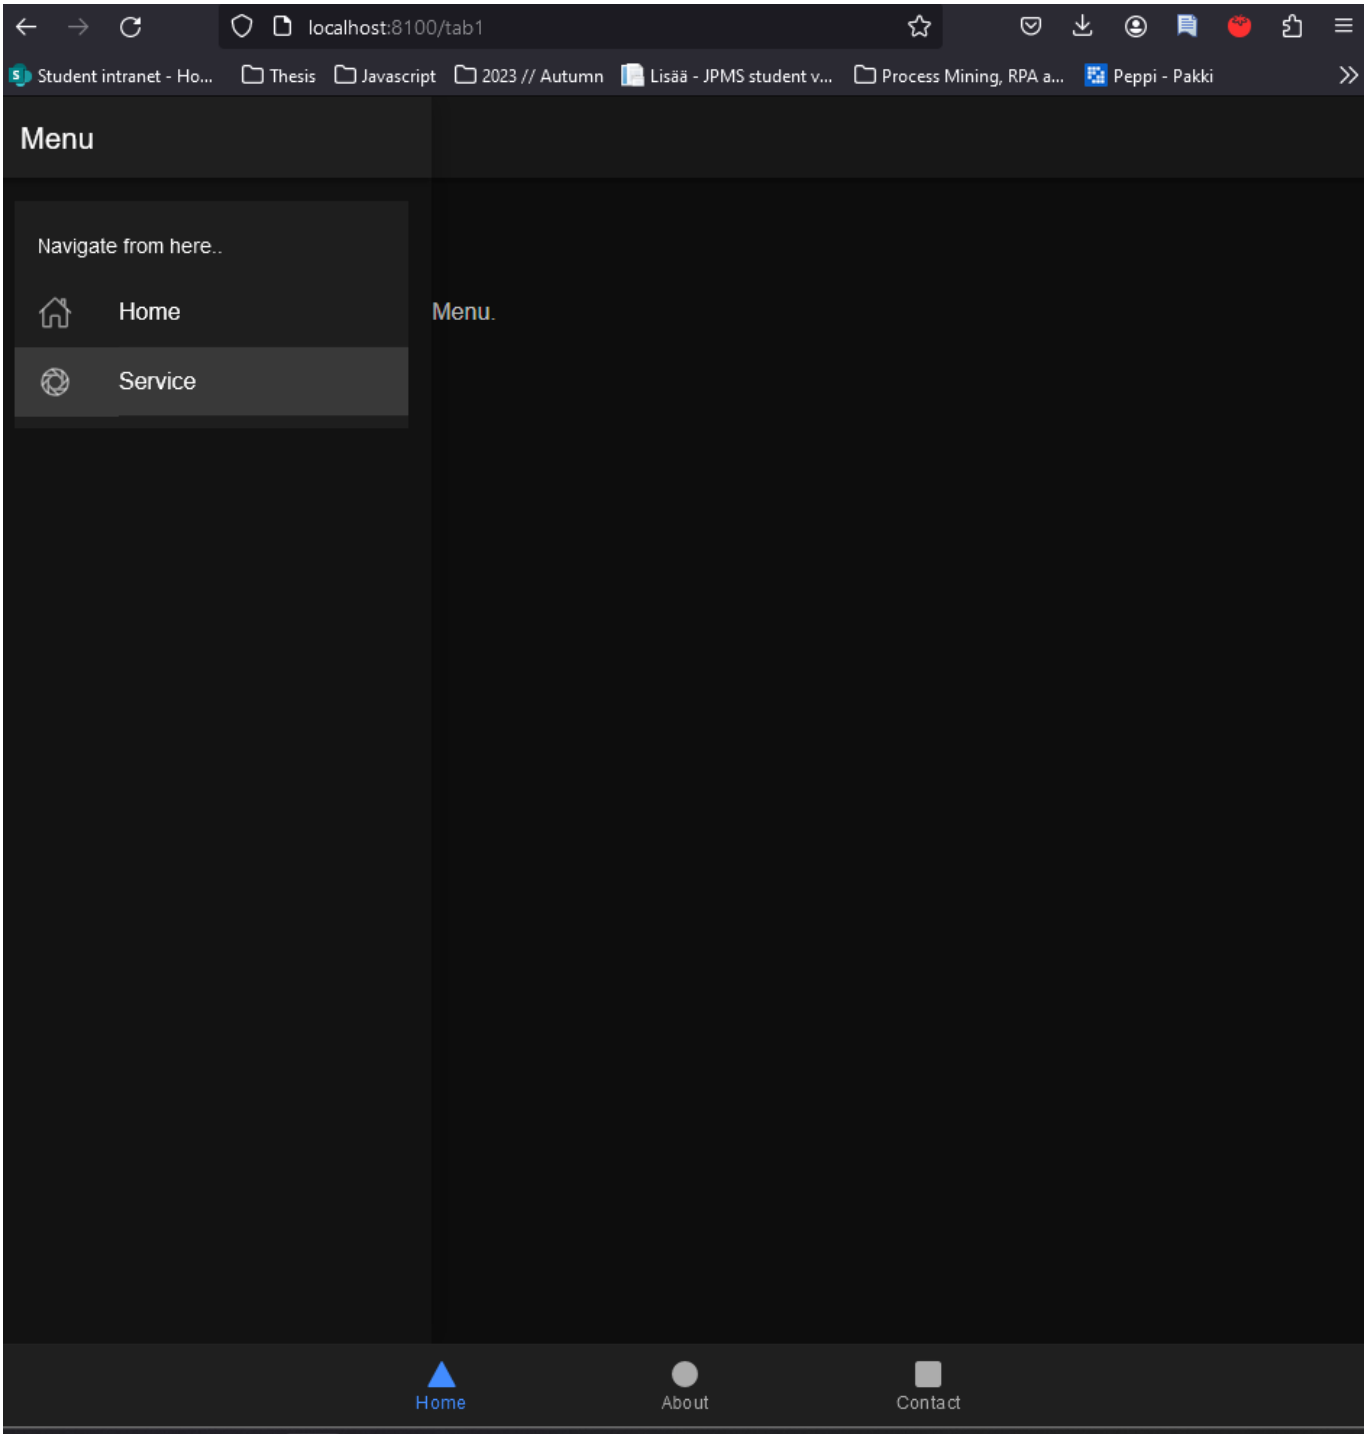 localhost:8100/tab1
Student intranet - Ho... Thesis Javascript 2023 // Autumn Lisää - JPMS student v... Process Mining, RPA a... Peppi - Pakki
Menu
Navigate from here..
Home
Menu.
Service
Home About Contact